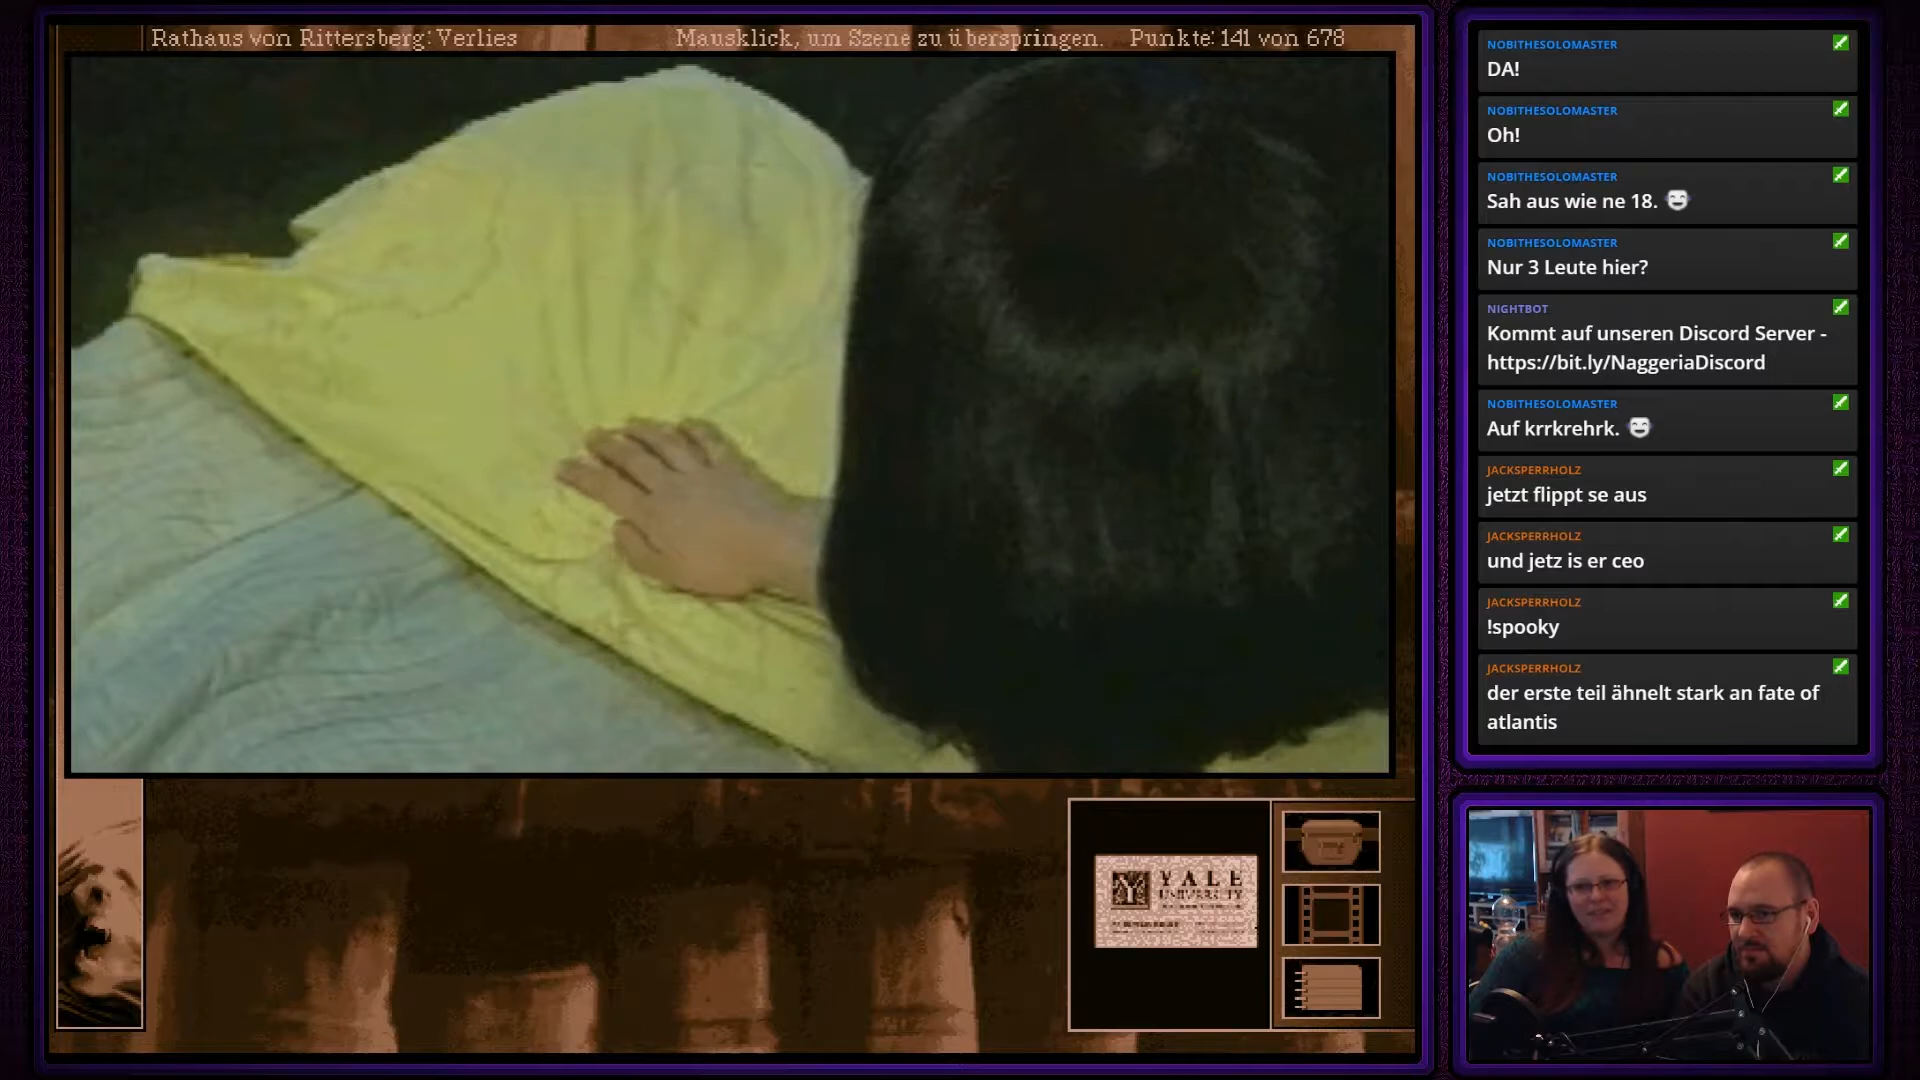 Rathaus von Rittersberg: Verlies
Mausklick, um Szene zu überspringen. Punkte: 141 von 678
YALE
UNIVERSITY
NOBITHESOLOMASTER
DA!
NOBITHESOLOMASTER
Oh!
NOBITHESOLOMASTER
Sah aus wie ne 18.
NOBITHESOLOMASTER
Nur 3 Leute hier?
NIGHTBOT
Kommt auf unseren Discord Server -
https://bit.ly/NaggeriaDiscord
NOBITHESOLOMASTER
Auf krrkrehrk.
JACKSPERRHOLZ
jetzt flippt se aus
JACKSPERRHOLZ
und jetz is er ceo
JACKSPERRHOLZ
!spooky
JACKSPERRHOLZ
der erste teil ähnelt stark an fate of
atlantis